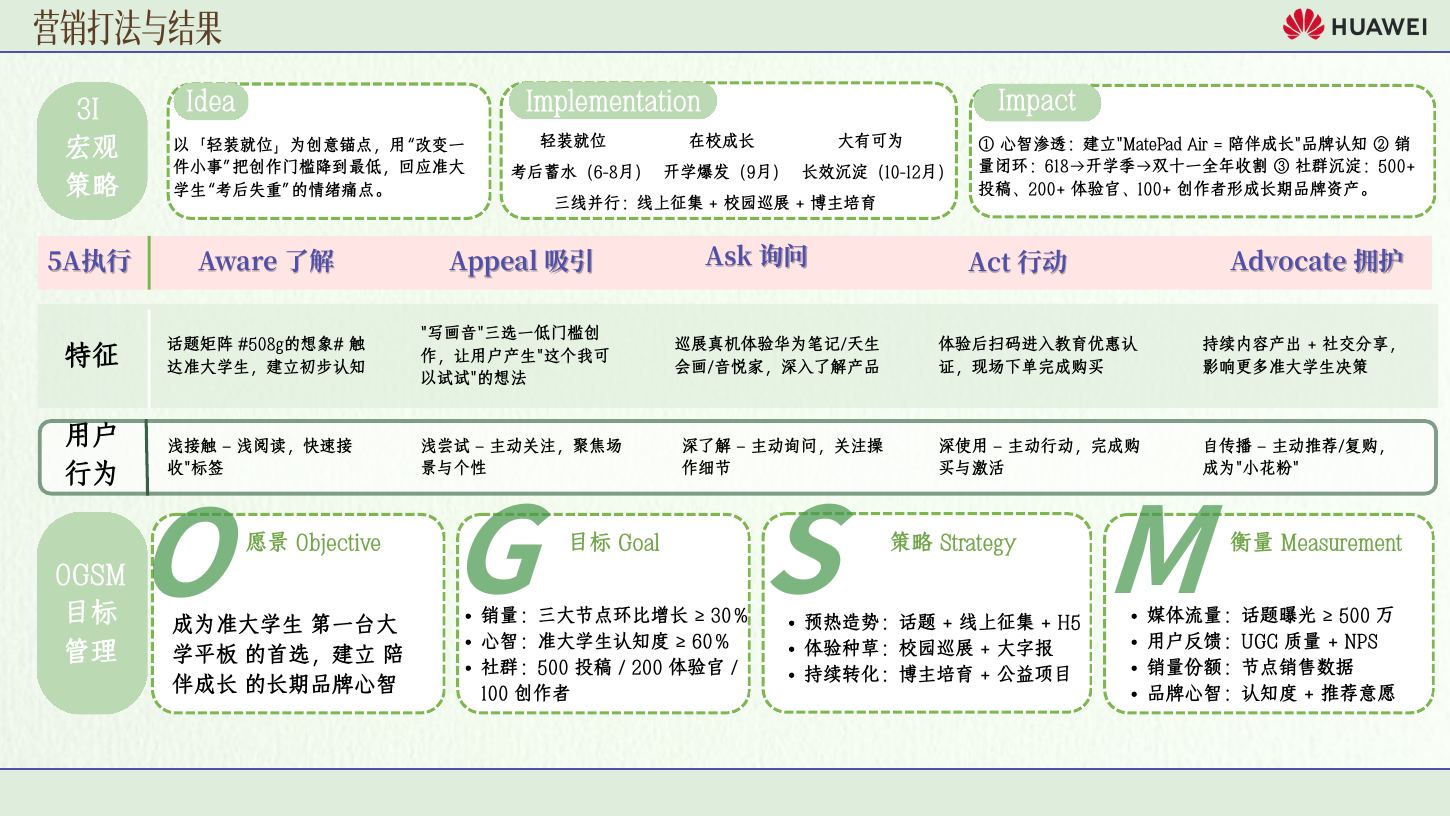 营销打法与结果
HUAWEI
3I
宏观
策略
Idea
以「轻装就位」为创意锚点，用“改变一
件小事”把创作门槛降到最低，回应准大
学生“考后失重”的情绪痛点。
Implementation
轻装就位 在校成长 大有可为
考后蓄水（6-8月） 开学爆发（9月） 长效沉淀（10-12月）
三线并行：线上征集 + 校园巡展 + 博主培育
Impact
① 心智渗透：建立"MatePad Air = 陪伴成长"品牌认知 ② 销
量闭环：618→开学季→双十一全年收割 ③ 社群沉淀：500+
投稿、200+ 体验官、100+ 创作者形成长期品牌资产。
5A执行
Aware 了解
Appeal 吸引
Ask 询问
Act 行动
Advocate 拥护
特征
话题矩阵 #508g的想象# 触
达准大学生，建立初步认知
"写画音"三选一低门槛创
作，让用户产生"这个我可
以试试"的想法
巡展真机体验华为笔记/天生
会画/音悦家，深入了解产品
体验后扫码进入教育优惠认
证，现场下单完成购买
持续内容产出 + 社交分享，
影响更多准大学生决策
用户
行为
浅接触 – 浅阅读，快速接
收"标签
浅尝试 – 主动关注，聚焦场
景与个性
深了解 – 主动询问，关注操
作细节
深使用 – 主动行动，完成购
买与激活
自传播 – 主动推荐/复购，
成为"小花粉"
OGSM
目标
管理
O
愿景 Objective
成为准大学生 第一台大
学平板 的首选，建立 陪
伴成长 的长期品牌心智
G
目标 Goal
• 销量：三大节点环比增长 ≥ 30%
• 心智：准大学生认知度 ≥ 60%
• 社群：500 投稿 / 200 体验官 /
100 创作者
S
策略 Strategy
• 预热造势：话题 + 线上征集 + H5
• 体验种草：校园巡展 + 大字报
• 持续转化：博主培育 + 公益项目
M
衡量 Measurement
• 媒体流量：话题曝光 ≥ 500 万
• 用户反馈：UGC 质量 + NPS
• 销量份额：节点销售数据
• 品牌心智：认知度 + 推荐意愿